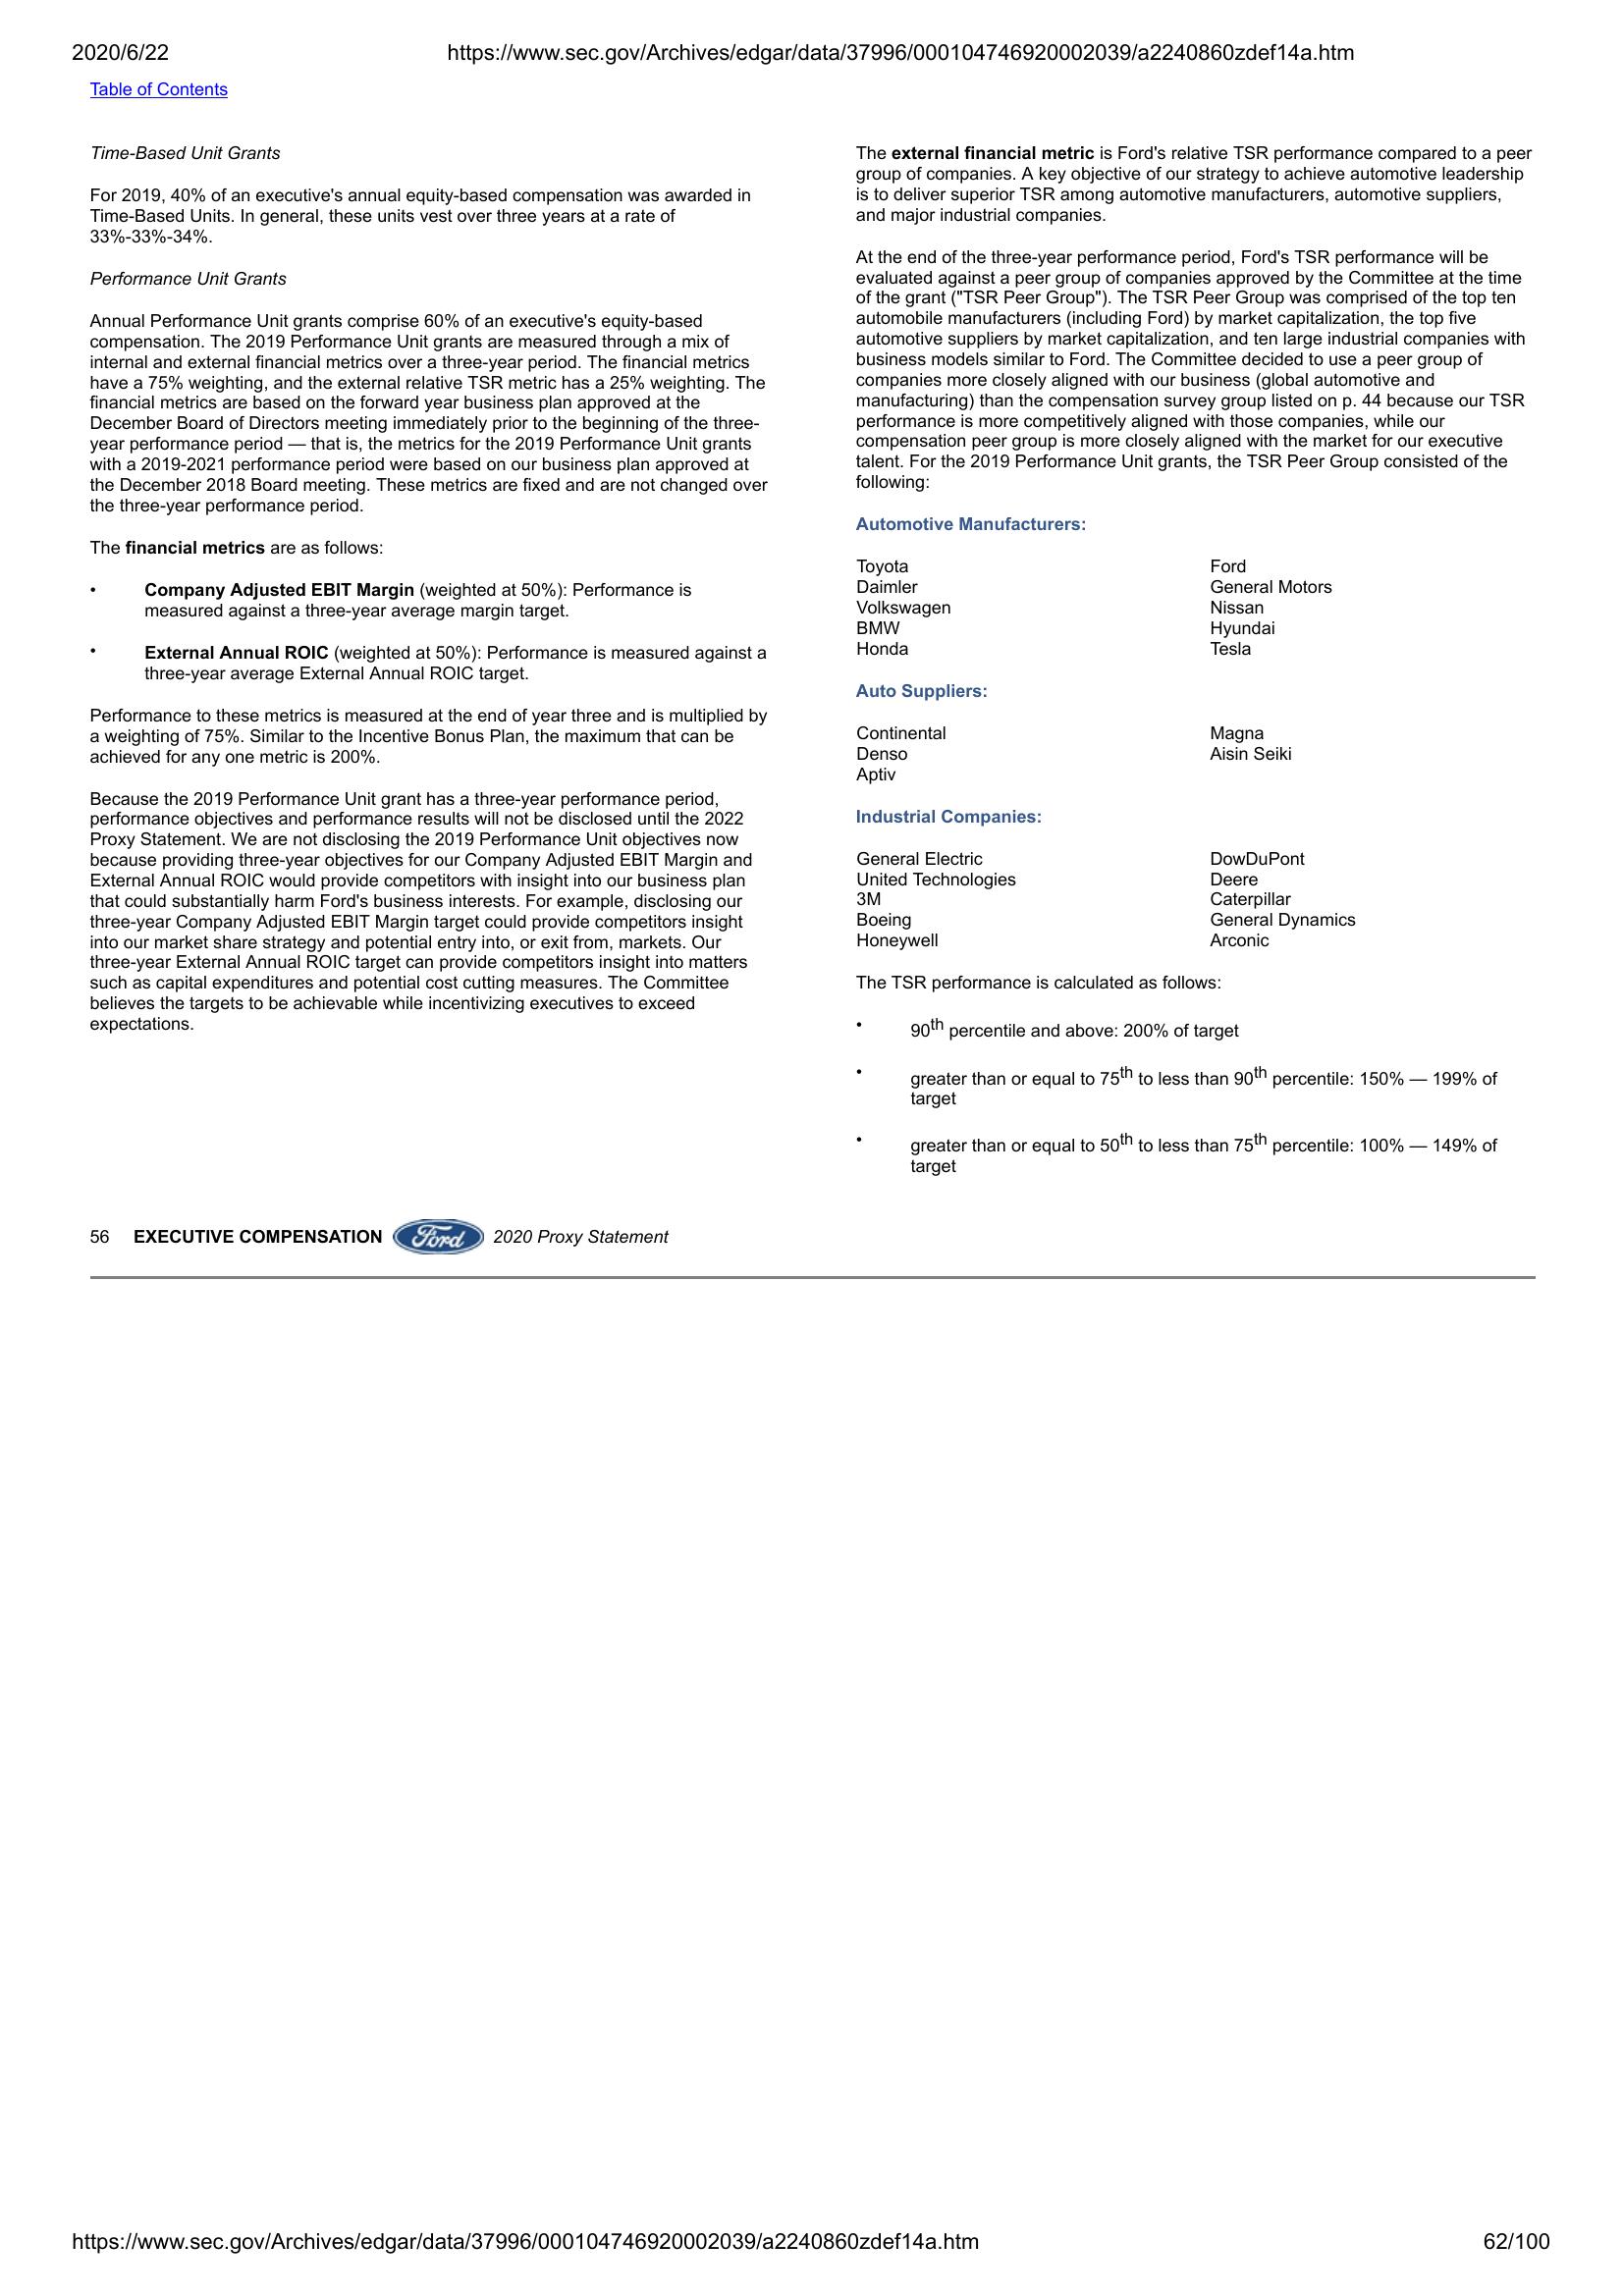 2020/6/22
https://www.sec.gov/Archives/edgar/data/37996/000104746920002039/a2240860zdef14a.htm
Table of Contents
Time-Based Unit Grants
For 2019, 40% of an executive's annual equity-based compensation was awarded in
Time-Based Units. In general, these units vest over three years at a rate of
33%-33%-34%.
Performance Unit Grants
Annual Performance Unit grants comprise 60% of an executive's equity-based
compensation. The 2019 Performance Unit grants are measured through a mix of
internal and external financial metrics over a three-year period. The financial metrics
have a 75% weighting, and the external relative TSR metric has a 25% weighting. The
financial metrics are based on the forward year business plan approved at the
December Board of Directors meeting immediately prior to the beginning of the three-
year performance period — that is, the metrics for the 2019 Performance Unit grants
with a 2019-2021 performance period were based on our business plan approved at
the December 2018 Board meeting. These metrics are fixed and are not changed over
the three-year performance period.
The financial metrics are as follows:
• Company Adjusted EBIT Margin (weighted at 50%): Performance is
measured against a three-year average margin target.
• External Annual ROIC (weighted at 50%): Performance is measured against a
three-year average External Annual ROIC target.
Performance to these metrics is measured at the end of year three and is multiplied by
a weighting of 75%. Similar to the Incentive Bonus Plan, the maximum that can be
achieved for any one metric is 200%.
Because the 2019 Performance Unit grant has a three-year performance period,
performance objectives and performance results will not be disclosed until the 2022
Proxy Statement. We are not disclosing the 2019 Performance Unit objectives now
because providing three-year objectives for our Company Adjusted EBIT Margin and
External Annual ROIC would provide competitors with insight into our business plan
that could substantially harm Ford's business interests. For example, disclosing our
three-year Company Adjusted EBIT Margin target could provide competitors insight
into our market share strategy and potential entry into, or exit from, markets. Our
three-year External Annual ROIC target can provide competitors insight into matters
such as capital expenditures and potential cost cutting measures. The Committee
believes the targets to be achievable while incentivizing executives to exceed
expectations.
The external financial metric is Ford's relative TSR performance compared to a peer
group of companies. A key objective of our strategy to achieve automotive leadership
is to deliver superior TSR among automotive manufacturers, automotive suppliers,
and major industrial companies.
At the end of the three-year performance period, Ford's TSR performance will be
evaluated against a peer group of companies approved by the Committee at the time
of the grant ("TSR Peer Group"). The TSR Peer Group was comprised of the top ten
automobile manufacturers (including Ford) by market capitalization, the top five
automotive suppliers by market capitalization, and ten large industrial companies with
business models similar to Ford. The Committee decided to use a peer group of
companies more closely aligned with our business (global automotive and
manufacturing) than the compensation survey group listed on p. 44 because our TSR
performance is more competitively aligned with those companies, while our
compensation peer group is more closely aligned with the market for our executive
talent. For the 2019 Performance Unit grants, the TSR Peer Group consisted of the
following:
Automotive Manufacturers:
Toyota Ford
Daimler General Motors
Volkswagen Nissan
BMW Hyundai
Honda Tesla
Auto Suppliers:
Continental Magna
Denso Aisin Seiki
Aptiv
Industrial Companies:
General Electric DowDuPont
United Technologies Deere
3M Caterpillar
Boeing General Dynamics
Honeywell Arconic
The TSR performance is calculated as follows:
• 90th percentile and above: 200% of target
• greater than or equal to 75th to less than 90th percentile: 150% — 199% of
target
• greater than or equal to 50th to less than 75th percentile: 100% — 149% of
target
56 EXECUTIVE COMPENSATION Ford 2020 Proxy Statement
https://www.sec.gov/Archives/edgar/data/37996/000104746920002039/a2240860zdef14a.htm
62/100